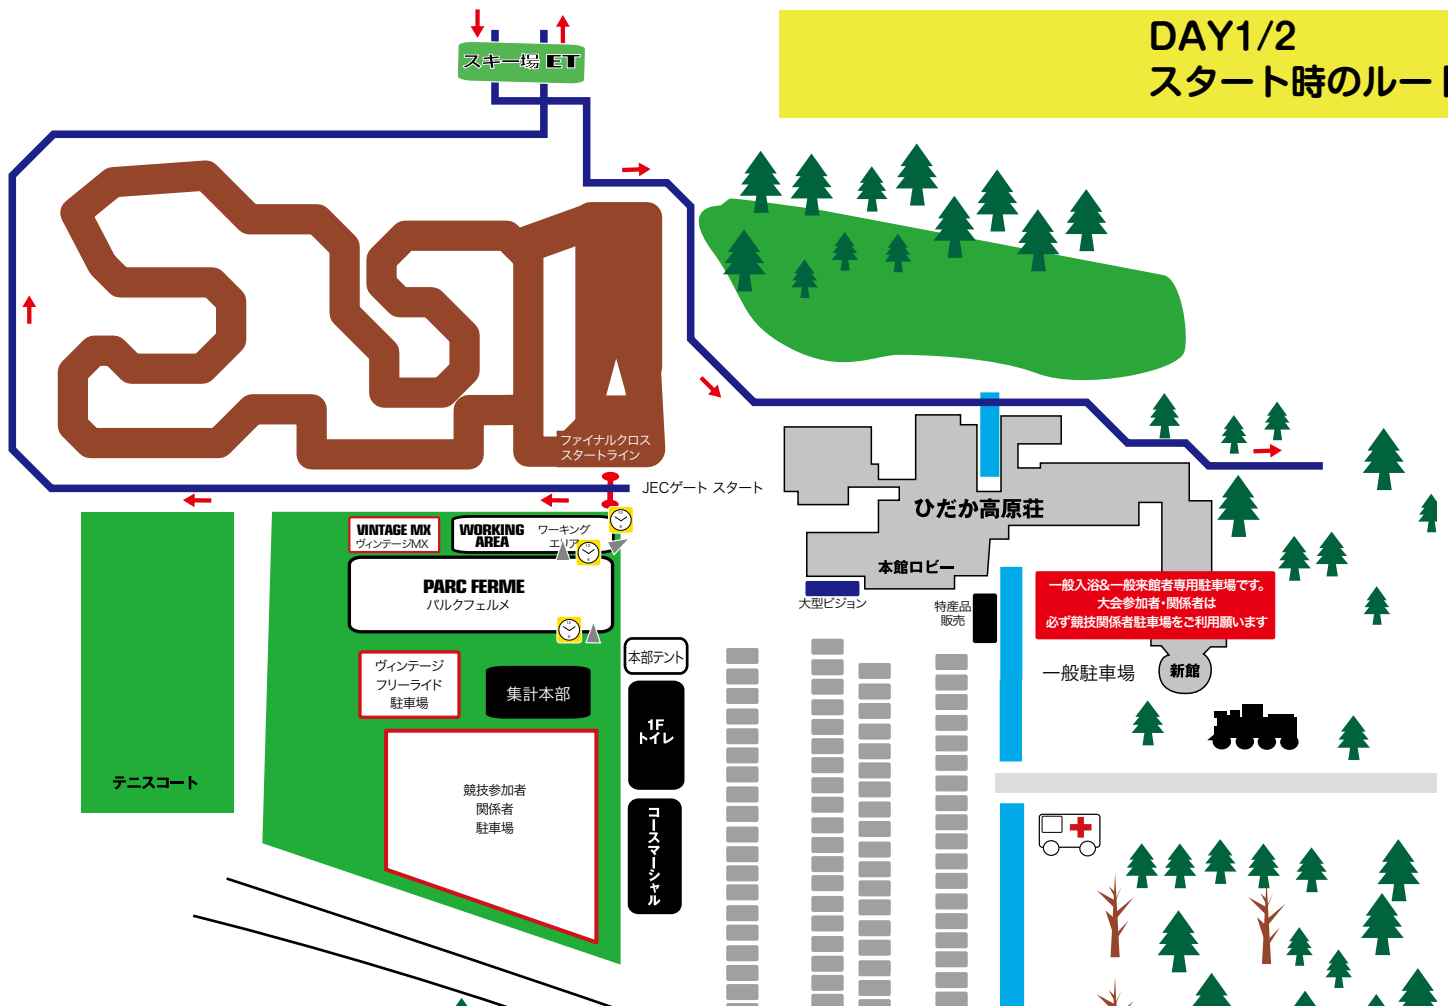 DAY1/2
スタート時のルー
スキー場 ET
ファイナルクロス
スタートライン
JECゲート スタート
VINTAGE MX
ヴィンテージMX
WORKING
AREA
ワーキング
エリア
PARC FERME
パルクフェルメ
ヴィンテージ
フリーライド
駐車場
集計本部
本部テント
1F
トイレ
コースマーシャル
競技参加者
関係者
駐車場
テニスコート
ひだか高原荘
本館ロビー
大型ビジョン
特産品
販売
一般入浴&一般来館者専用駐車場です。
大会参加者・関係者は
必ず競技関係者駐車場をご利用願います
一般駐車場
新館